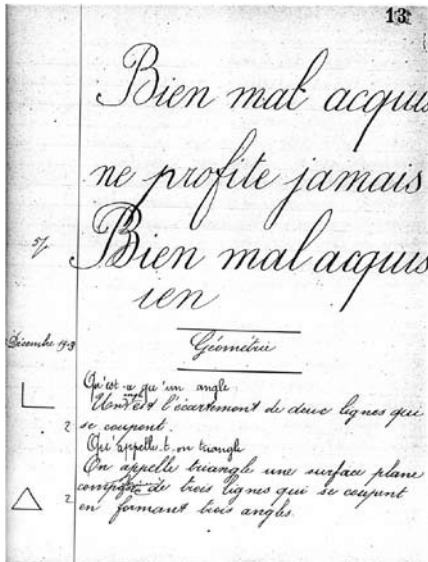 13
Bien mal acquis
ne profite jamais
57
Bien mal acquis
ien
Décembre 1903
Géométrie
Qu'est-ce qu'un angle
Un angle est l'écartement de deux lignes qui
2 se coupent.
Qu'appelle-t-on triangle
On appelle triangle une surface plane
2 composée de trois lignes qui se coupent
en formant trois angles.